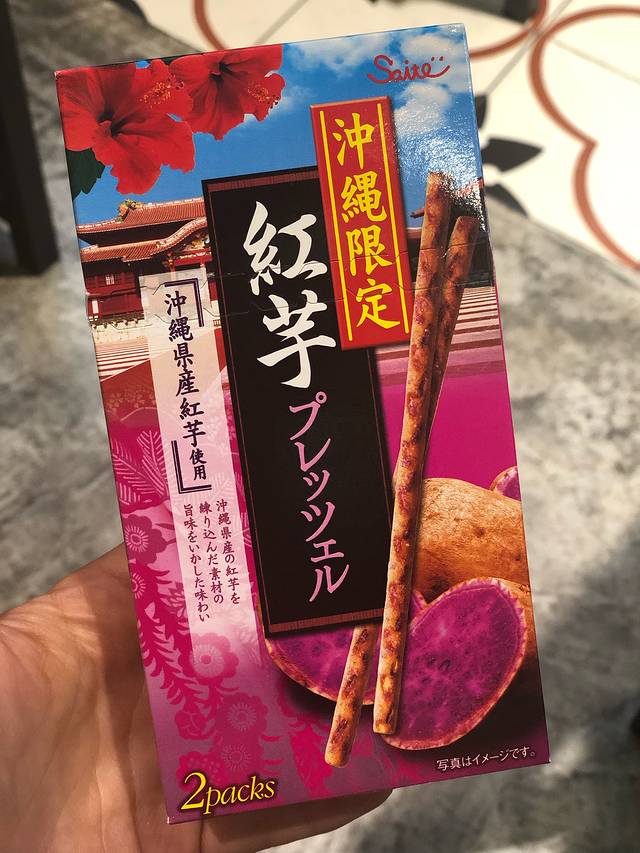 Saite
沖縄限定
紅芋プレッツェル
沖縄県産紅芋使用
沖縄県産の紅芋を
練り込んだ素材の
旨味をいかした味わい
2packs
写真はイメージです。